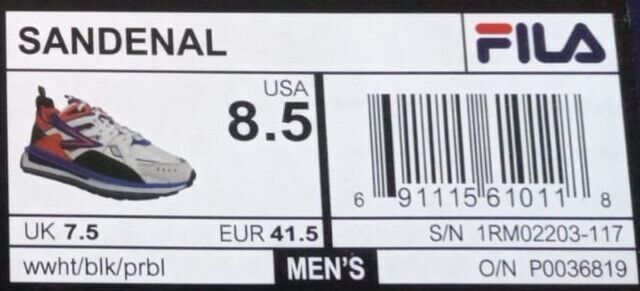 SANDENAL
FILA
USA
8.5
6 91115 61011 8
UK 7.5
EUR 41.5
S/N 1RM02203-117
wwht/blk/prbl
MEN'S
O/N P0036819